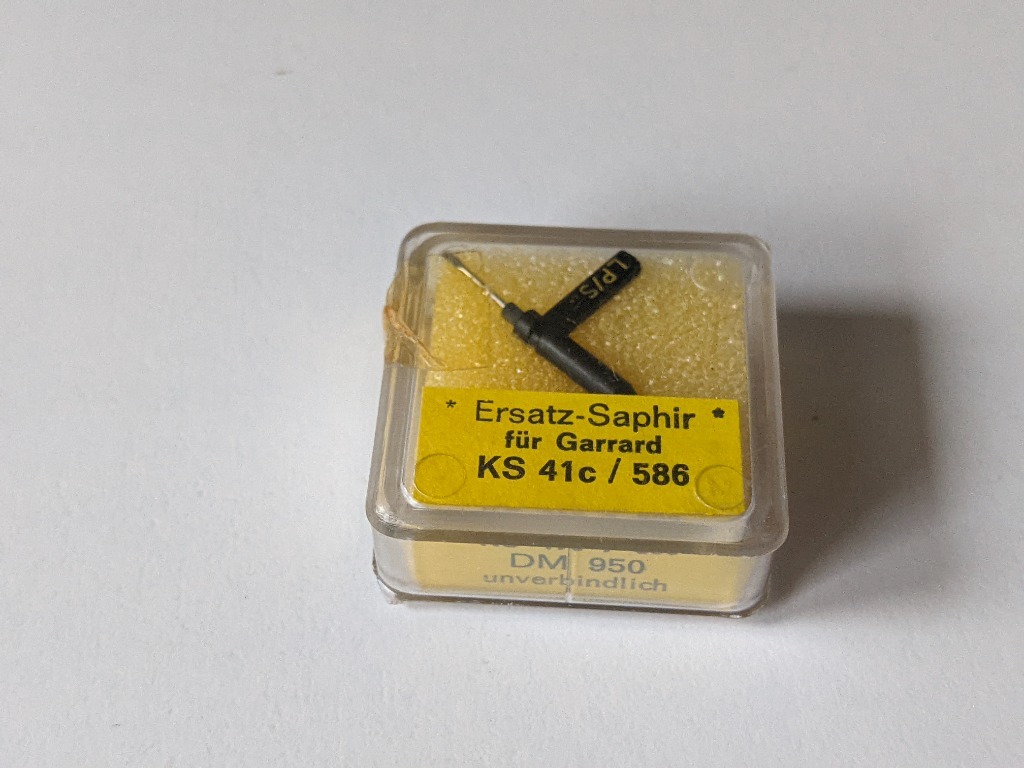 LP/S
* Ersatz-Saphir *
für Garrard
KS 41c / 586
DM 950
unverbindlich